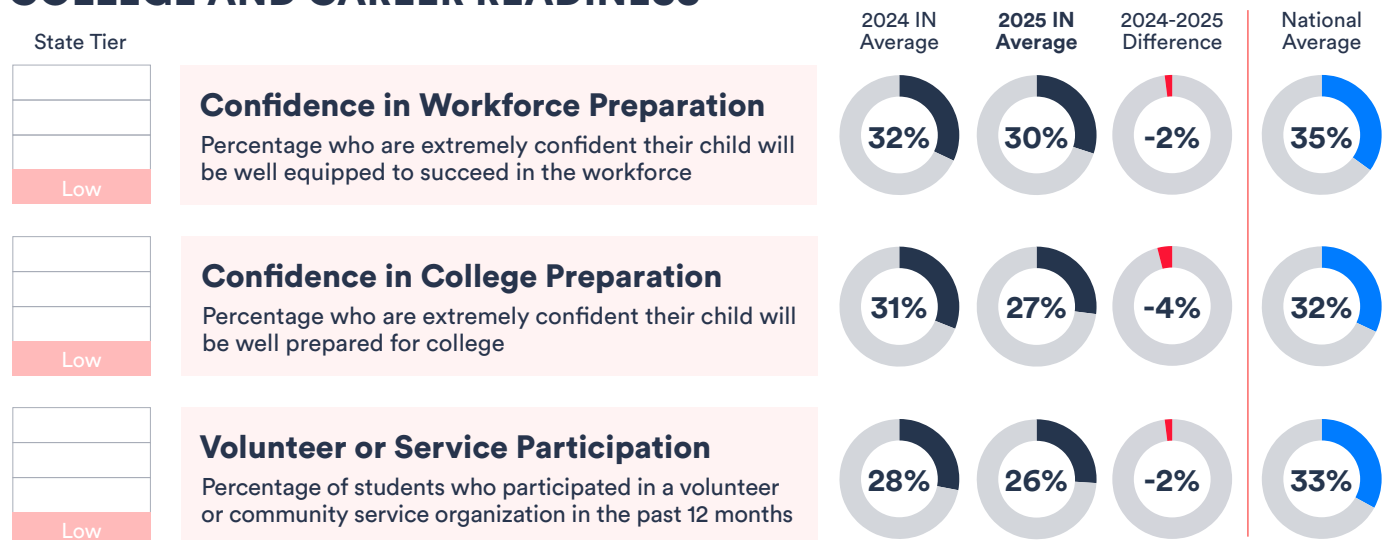 COLLEGE AND CAREER READINESS
State Tier
2024 IN
Average
2025 IN
Average
2024-2025
Difference
National
Average
Low
Confidence in Workforce Preparation
Percentage who are extremely confident their child will
be well equipped to succeed in the workforce
32%
30%
-2%
35%
Low
Confidence in College Preparation
Percentage who are extremely confident their child will
be well prepared for college
31%
27%
-4%
32%
Low
Volunteer or Service Participation
Percentage of students who participated in a volunteer
or community service organization in the past 12 months
28%
26%
-2%
33%